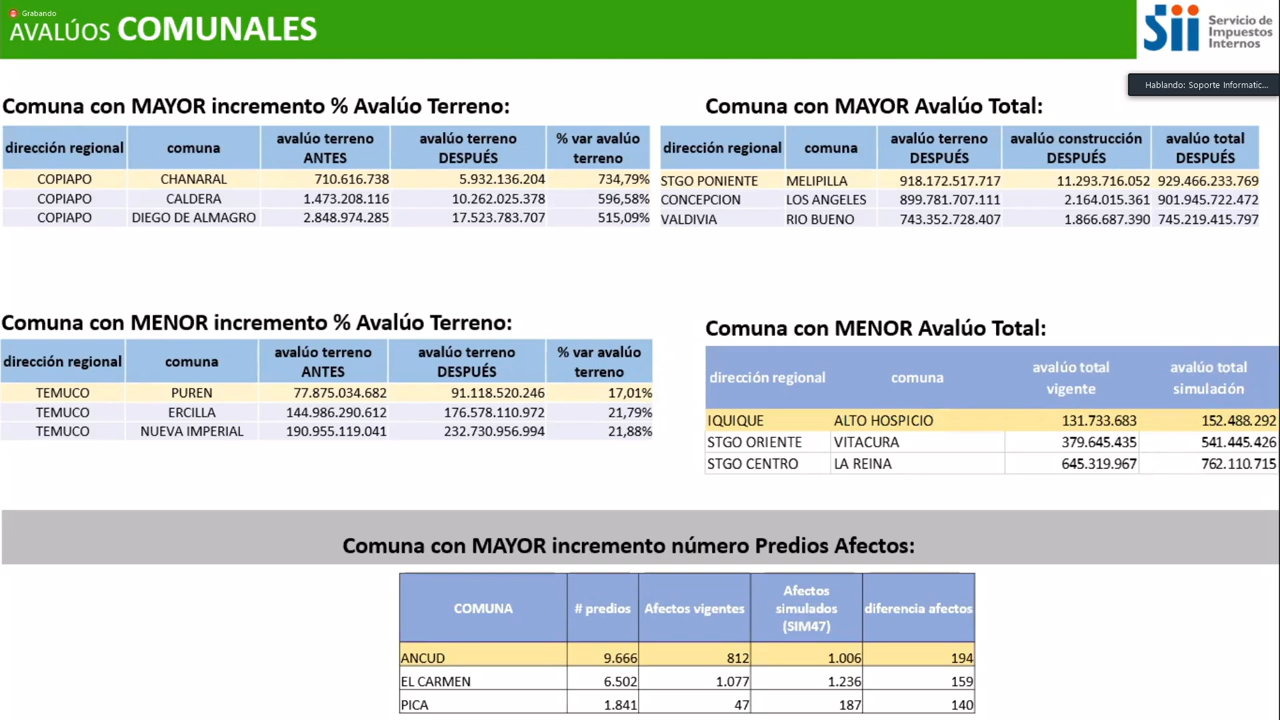 Grabando
AVALÚOS COMUNALES
Sii Servicio de
Impuestos
Internos
Hablando: Soporte Informatic...
Comuna con MAYOR incremento % Avalúo Terreno:
dirección regional comuna avalúo terreno ANTES avalúo terreno DESPUÉS % var avalúo terreno
COPIAPO CHANARAL 710.616.738 5.932.136.204 734,79%
COPIAPO CALDERA 1.473.208.116 10.262.025.378 596,58%
COPIAPO DIEGO DE ALMAGRO 2.848.974.285 17.523.783.707 515,09%
Comuna con MAYOR Avalúo Total:
dirección regional comuna avalúo terreno DESPUÉS avalúo construcción DESPUÉS avalúo total DESPUÉS
STGO PONIENTE MELIPILLA 918.172.517.717 11.293.716.052 929.466.233.769
CONCEPCION LOS ANGELES 899.781.707.111 2.164.015.361 901.945.722.472
VALDIVIA RIO BUENO 743.352.728.407 1.866.687.390 745.219.415.797
Comuna con MENOR incremento % Avalúo Terreno:
dirección regional comuna avalúo terreno ANTES avalúo terreno DESPUÉS % var avalúo terreno
TEMUCO PUREN 77.875.034.682 91.118.520.246 17,01%
TEMUCO ERCILLA 144.986.290.612 176.578.110.972 21,79%
TEMUCO NUEVA IMPERIAL 190.955.119.041 232.730.956.994 21,88%
Comuna con MENOR Avalúo Total:
dirección regional comuna avalúo total vigente avalúo total simulación
IQUIQUE ALTO HOSPICIO 131.733.683 152.488.292
STGO ORIENTE VITACURA 379.645.435 541.445.426
STGO CENTRO LA REINA 645.319.967 762.110.715
Comuna con MAYOR incremento número Predios Afectos:
COMUNA # predios Afectos vigentes Afectos simulados (SIM47) diferencia afectos
ANCUD 9.666 812 1.006 194
EL CARMEN 6.502 1.077 1.236 159
PICA 1.841 47 187 140